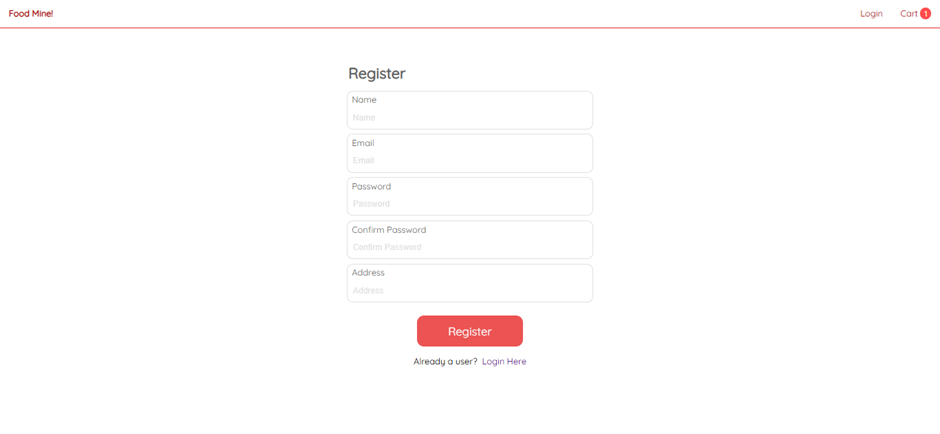 Food Mine!
Login Cart 1
Register
Name
Name
Email
Email
Password
Password
Confirm Password
Confirm Password
Address
Address
Register
Already a user? Login Here